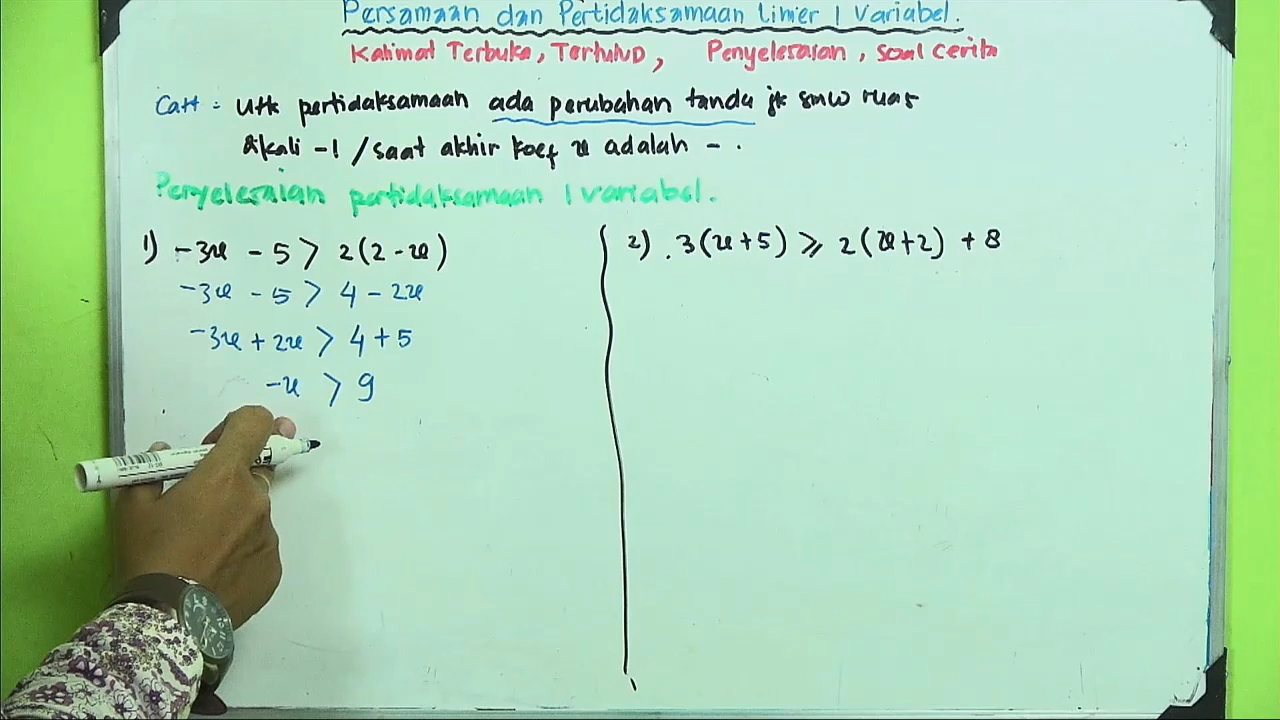 Persamaan dan Pertidaksamaan linier 1 Variabel.
Kalimat Terbuka, Tertutup, Penyelesaian, Soal Cerita
Catt : utk pertidaksamaan ada perubahan tanda jk smw ruas
dikali -1 / saat akhir koef x adalah - .
Penyelesaian pertidaksamaan 1 variabel.
1) -3x - 5 > 2(2 - x)
-3x - 5 > 4 - 2x
-3x + 2x > 4 + 5
-x > 9
2) 3(x+5) ⩾ 2(x+2) + 8